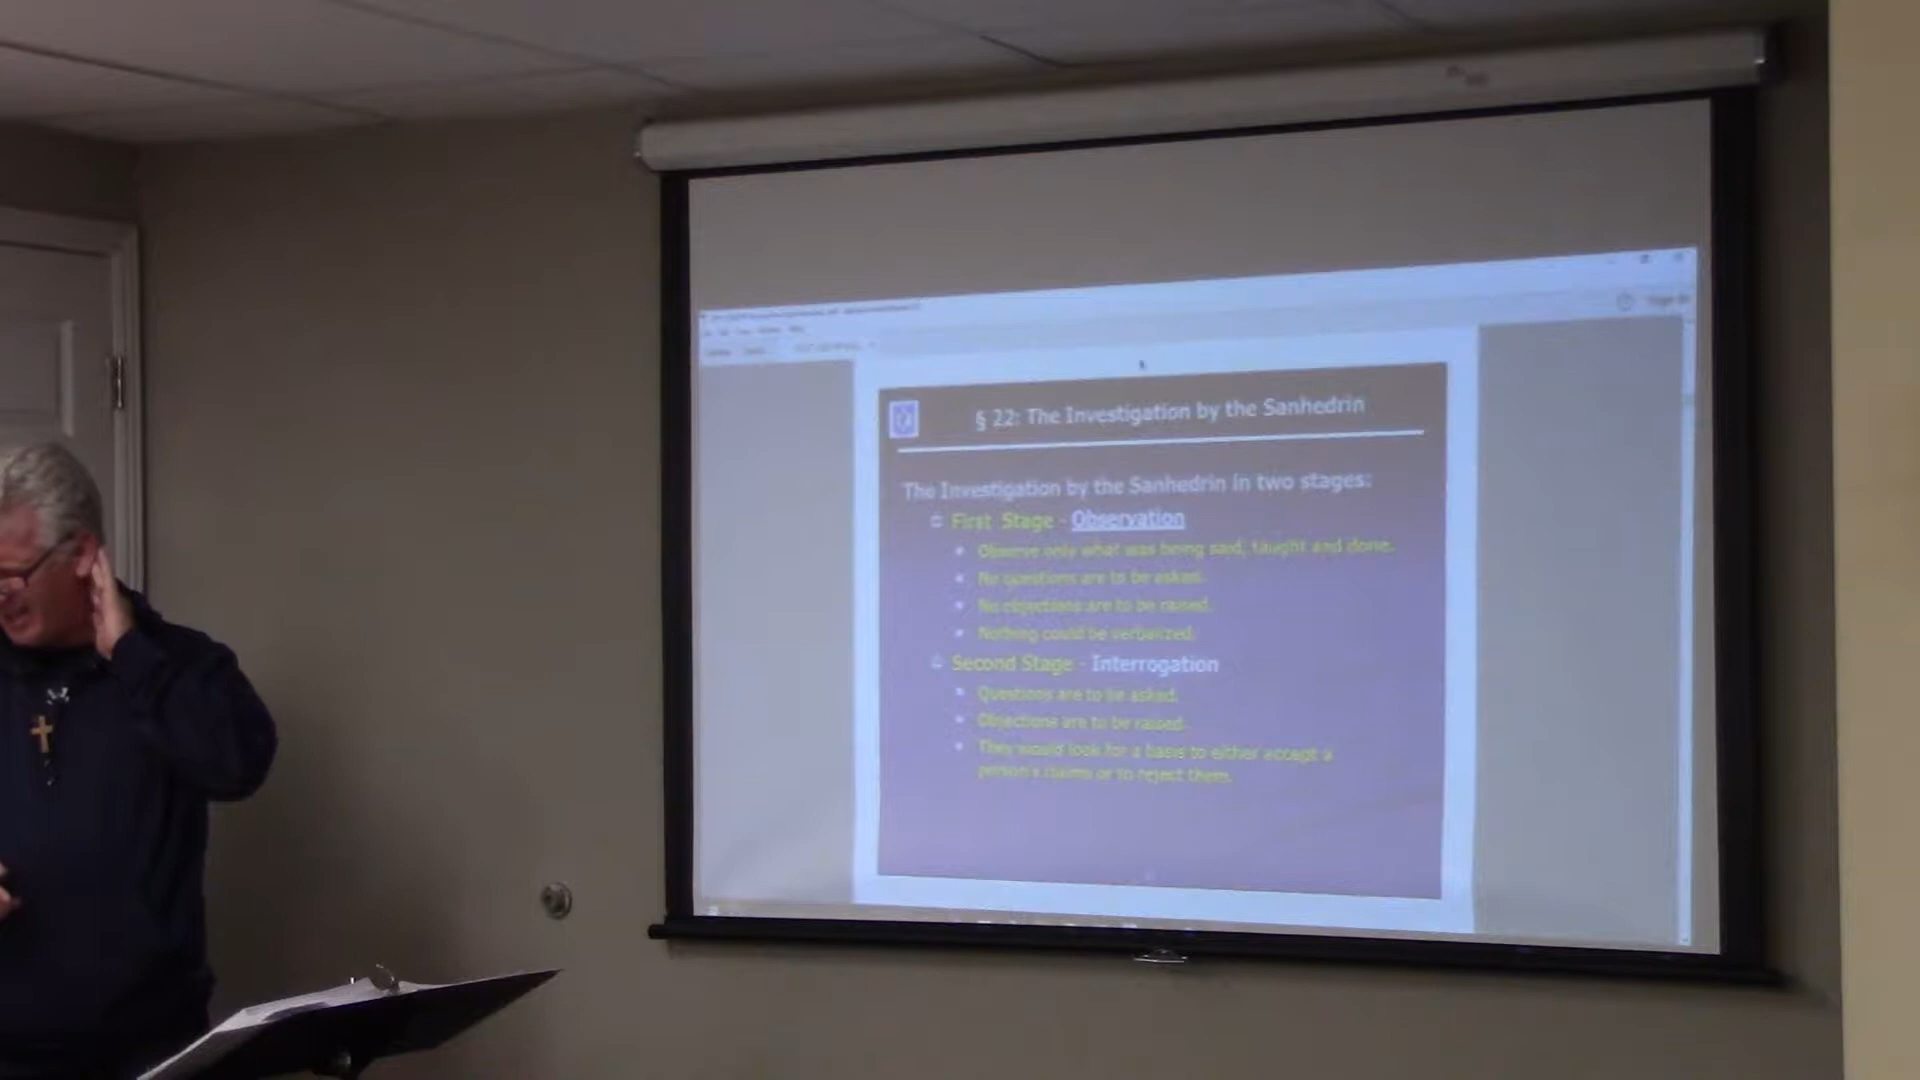 § 22: The Investigation by the Sanhedrin
The Investigation by the Sanhedrin in two stages:
First Stage - Observation
Observe only what was being said, taught and done.
No questions are to be asked.
No objections are to be raised.
Nothing could be verbalized.
Second Stage - Interrogation
Questions are to be asked.
Objections are to be raised.
They would look for a basis to either accept a
person's claims or to reject them.